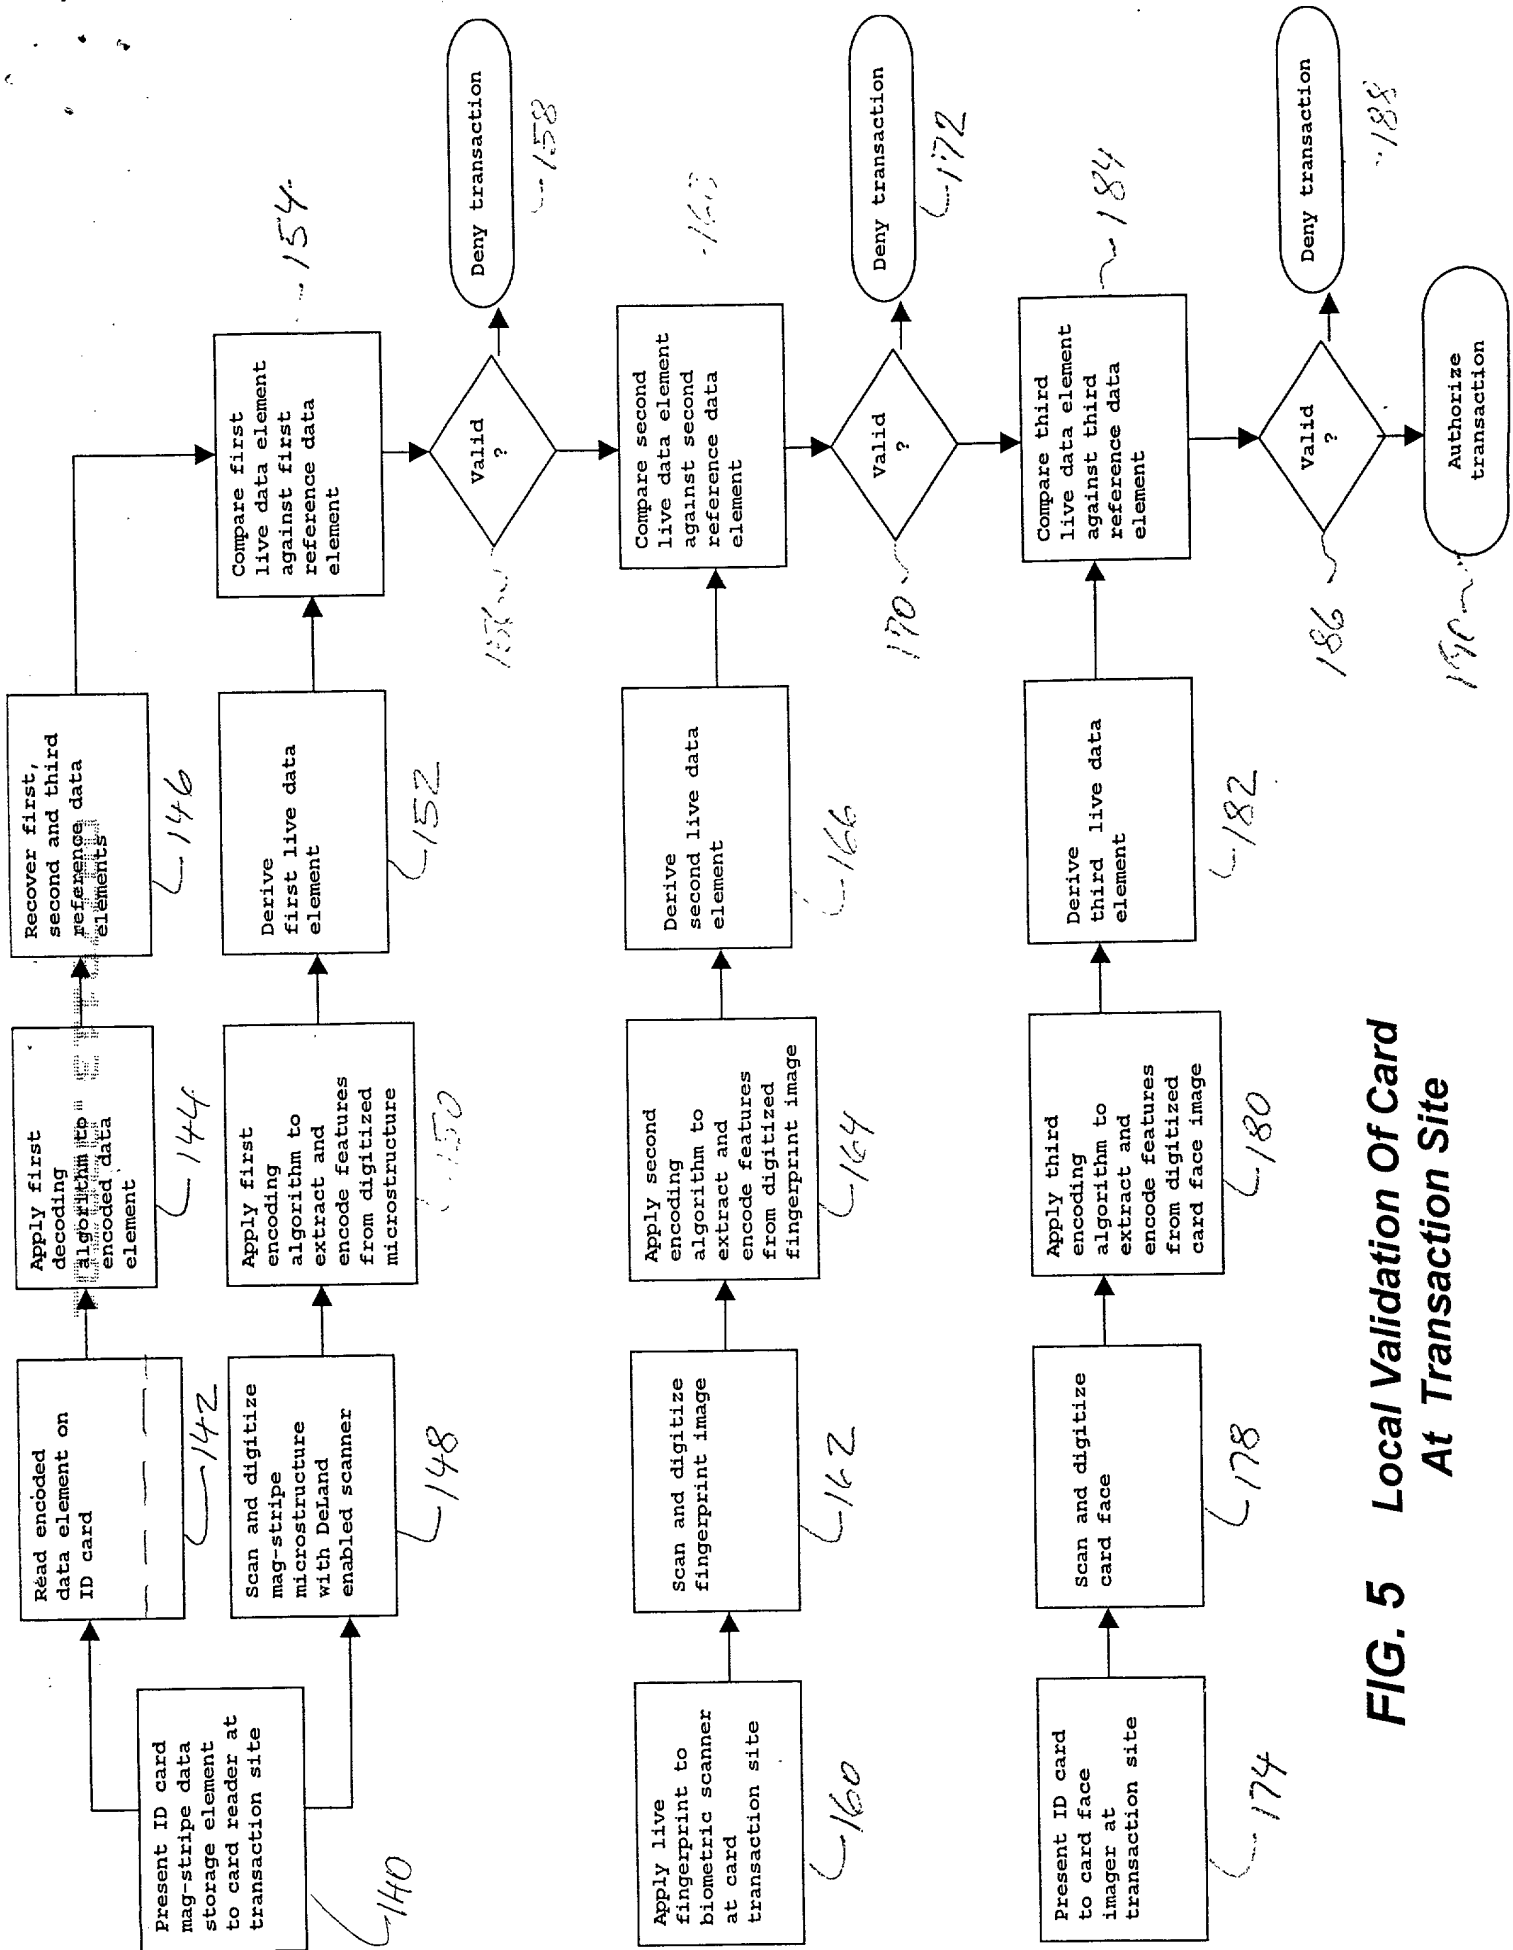 Present ID card
mag-stripe data
storage element
to card reader at
transaction site
140
Read encoded
data element on
ID card
142
Apply first
decoding
algorithm to
encoded data
element
144
Recover first,
second and third
reference data
elements
146
Scan and digitize
mag-stripe
microstructure
with DeLand
enabled scanner
148
Apply first
encoding
algorithm to
extract and
encode features
from digitized
microstructure
150
Derive
first live data
element
152
Compare first
live data element
against first
reference data
element
154
Valid
?
156
Deny transaction
158
Apply live
fingerprint to
biometric scanner
at card
transaction site
160
Scan and digitize
fingerprint image
162
Apply second
encoding
algorithm to
extract and
encode features
from digitized
fingerprint image
164
Derive
second live data
element
166
Compare second
live data element
against second
reference data
element
Valid
?
170
Deny transaction
172
Present ID card
to card face
imager at
transaction site
174
Scan and digitize
card face
178
Apply third
encoding
algorithm to
extract and
encode features
from digitized
card face image
180
Derive
third live data
element
182
Compare third
live data element
against third
reference data
element
184
Valid
?
186
Deny transaction
188
Authorize
transaction
190
FIG. 5 Local Validation Of Card
At Transaction Site